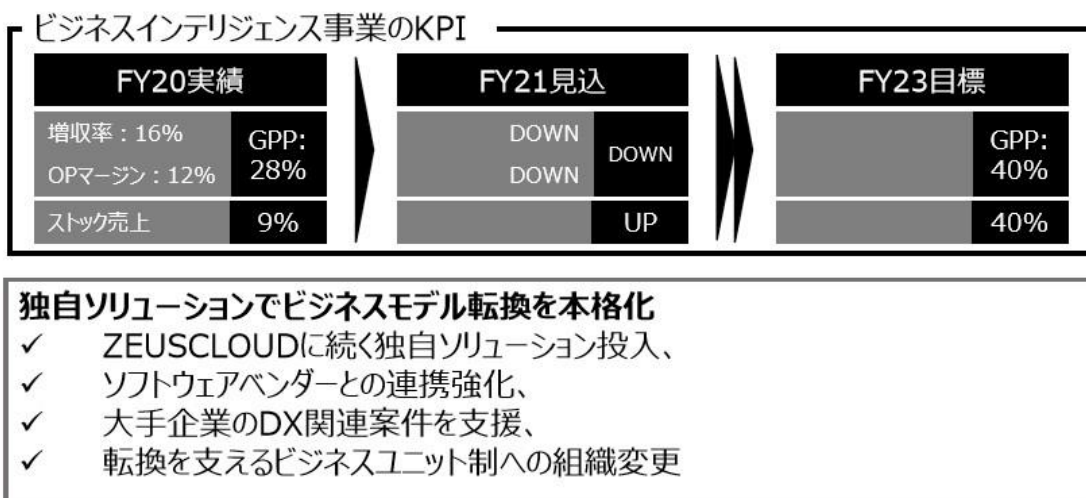 ビジネスインテリジェンス事業のKPI
FY20実績
増収率：16%
OPマージン：12%
GPP:
28%
ストック売上
9%
FY21見込
DOWN
DOWN
DOWN
UP
FY23目標
GPP:
40%
40%
独自ソリューションでビジネスモデル転換を本格化
✓ ZEUSCLOUDに続く独自ソリューション投入、
✓ ソフトウェアベンダーとの連携強化、
✓ 大手企業のDX関連案件を支援、
✓ 転換を支えるビジネスユニット制への組織変更